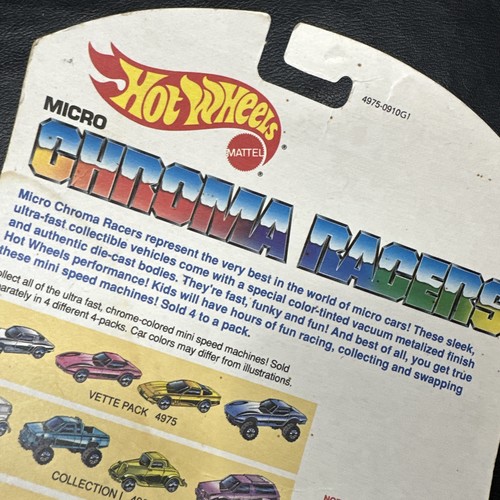 4975-0910G1
Hot Wheels
MATTEL
MICRO
CHROMA RACERS
Micro Chroma Racers represent the very best in the world of micro cars! These sleek,
ultra-fast collectible vehicles come with a special color-tinted vacuum metalized finish
and authentic die-cast bodies. They're fast, funky and fun! And best of all, you get true
Hot Wheels performance! Kids will have hours of fun racing, collecting and swapping
these mini speed machines! Sold 4 to a pack.
ollect all of the ultra fast, chrome-colored mini speed machines! Sold
parately in 4 different 4-packs. Car colors may differ from illustrations.
VETTE PACK 4975
COLLECTION I